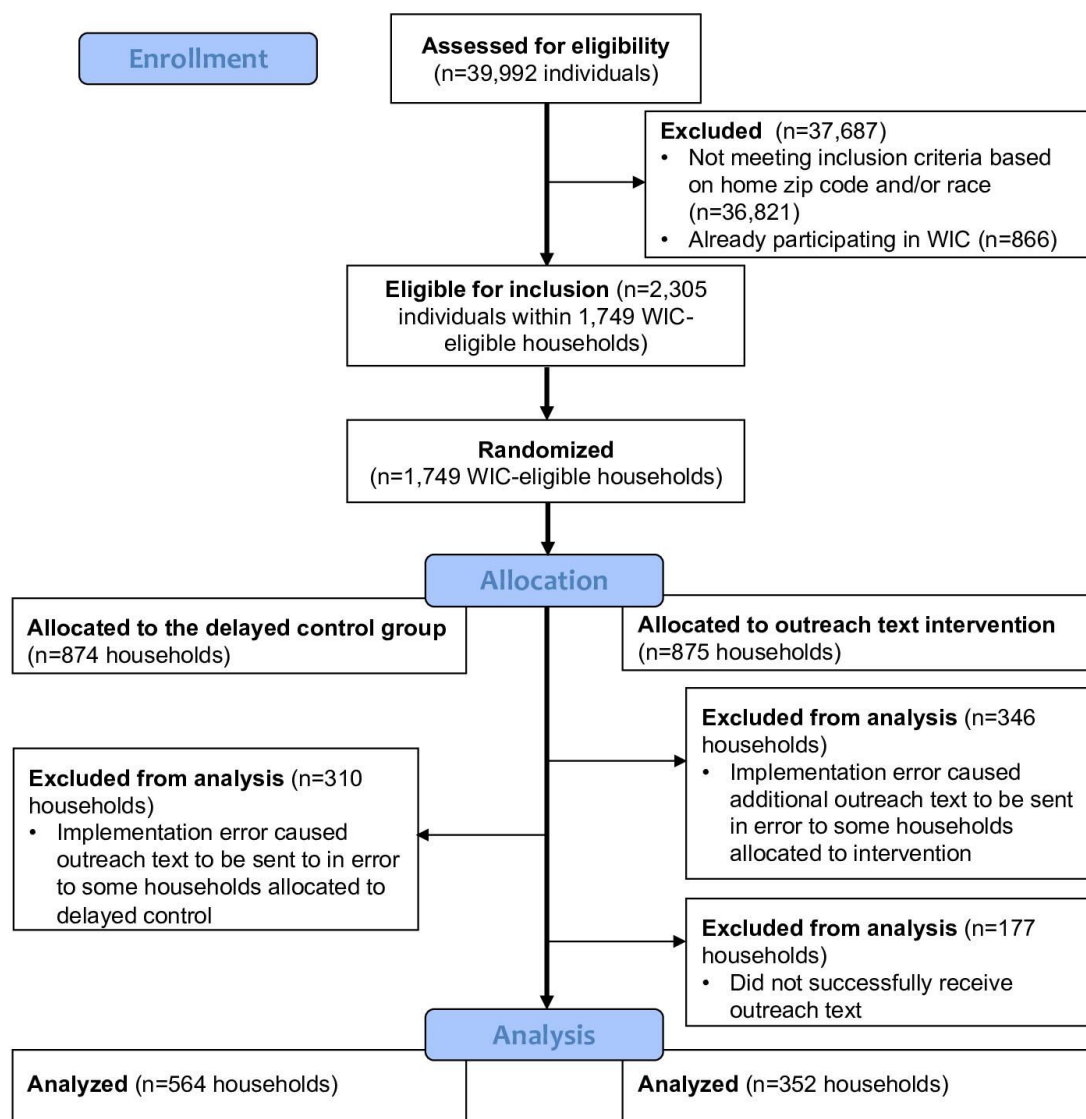 Enrollment
Assessed for eligibility
(n=39,992 individuals)
Excluded (n=37,687)
• Not meeting inclusion criteria based
on home zip code and/or race
(n=36,821)
• Already participating in WIC (n=866)
Eligible for inclusion (n=2,305
individuals within 1,749 WIC-
eligible households)
Randomized
(n=1,749 WIC-eligible households)
Allocation
Allocated to the delayed control group
(n=874 households)
Allocated to outreach text intervention
(n=875 households)
Excluded from analysis (n=346
households)
• Implementation error caused
additional outreach text to be sent
in error to some households
allocated to intervention
Excluded from analysis (n=310
households)
• Implementation error caused
outreach text to be sent to in error
to some households allocated to
delayed control
Excluded from analysis (n=177
households)
• Did not successfully receive
outreach text
Analysis
Analyzed (n=564 households)
Analyzed (n=352 households)